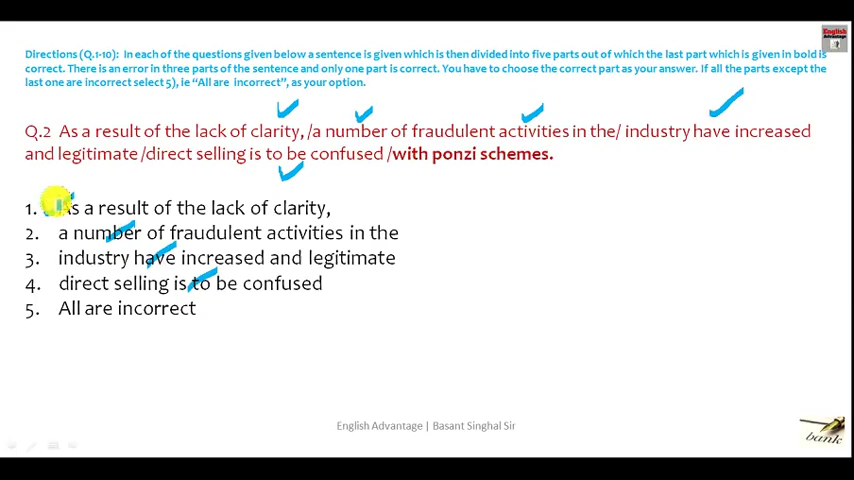 English
Advantage
Directions (Q.1-10): In each of the questions given below a sentence is given which is then divided into five parts out of which the last part which is given in bold is
correct. There is an error in three parts of the sentence and only one part is correct. You have to choose the correct part as your answer. If all the parts except the
last one are incorrect select 5), ie "All are incorrect", as your option.
Q.2 As a result of the lack of clarity, /a number of fraudulent activities in the/ industry have increased
and legitimate /direct selling is to be confused /with ponzi schemes.
1. As a result of the lack of clarity,
2. a number of fraudulent activities in the
3. industry have increased and legitimate
4. direct selling is to be confused
5. All are incorrect
English Advantage | Basant Singhal Sir
bank